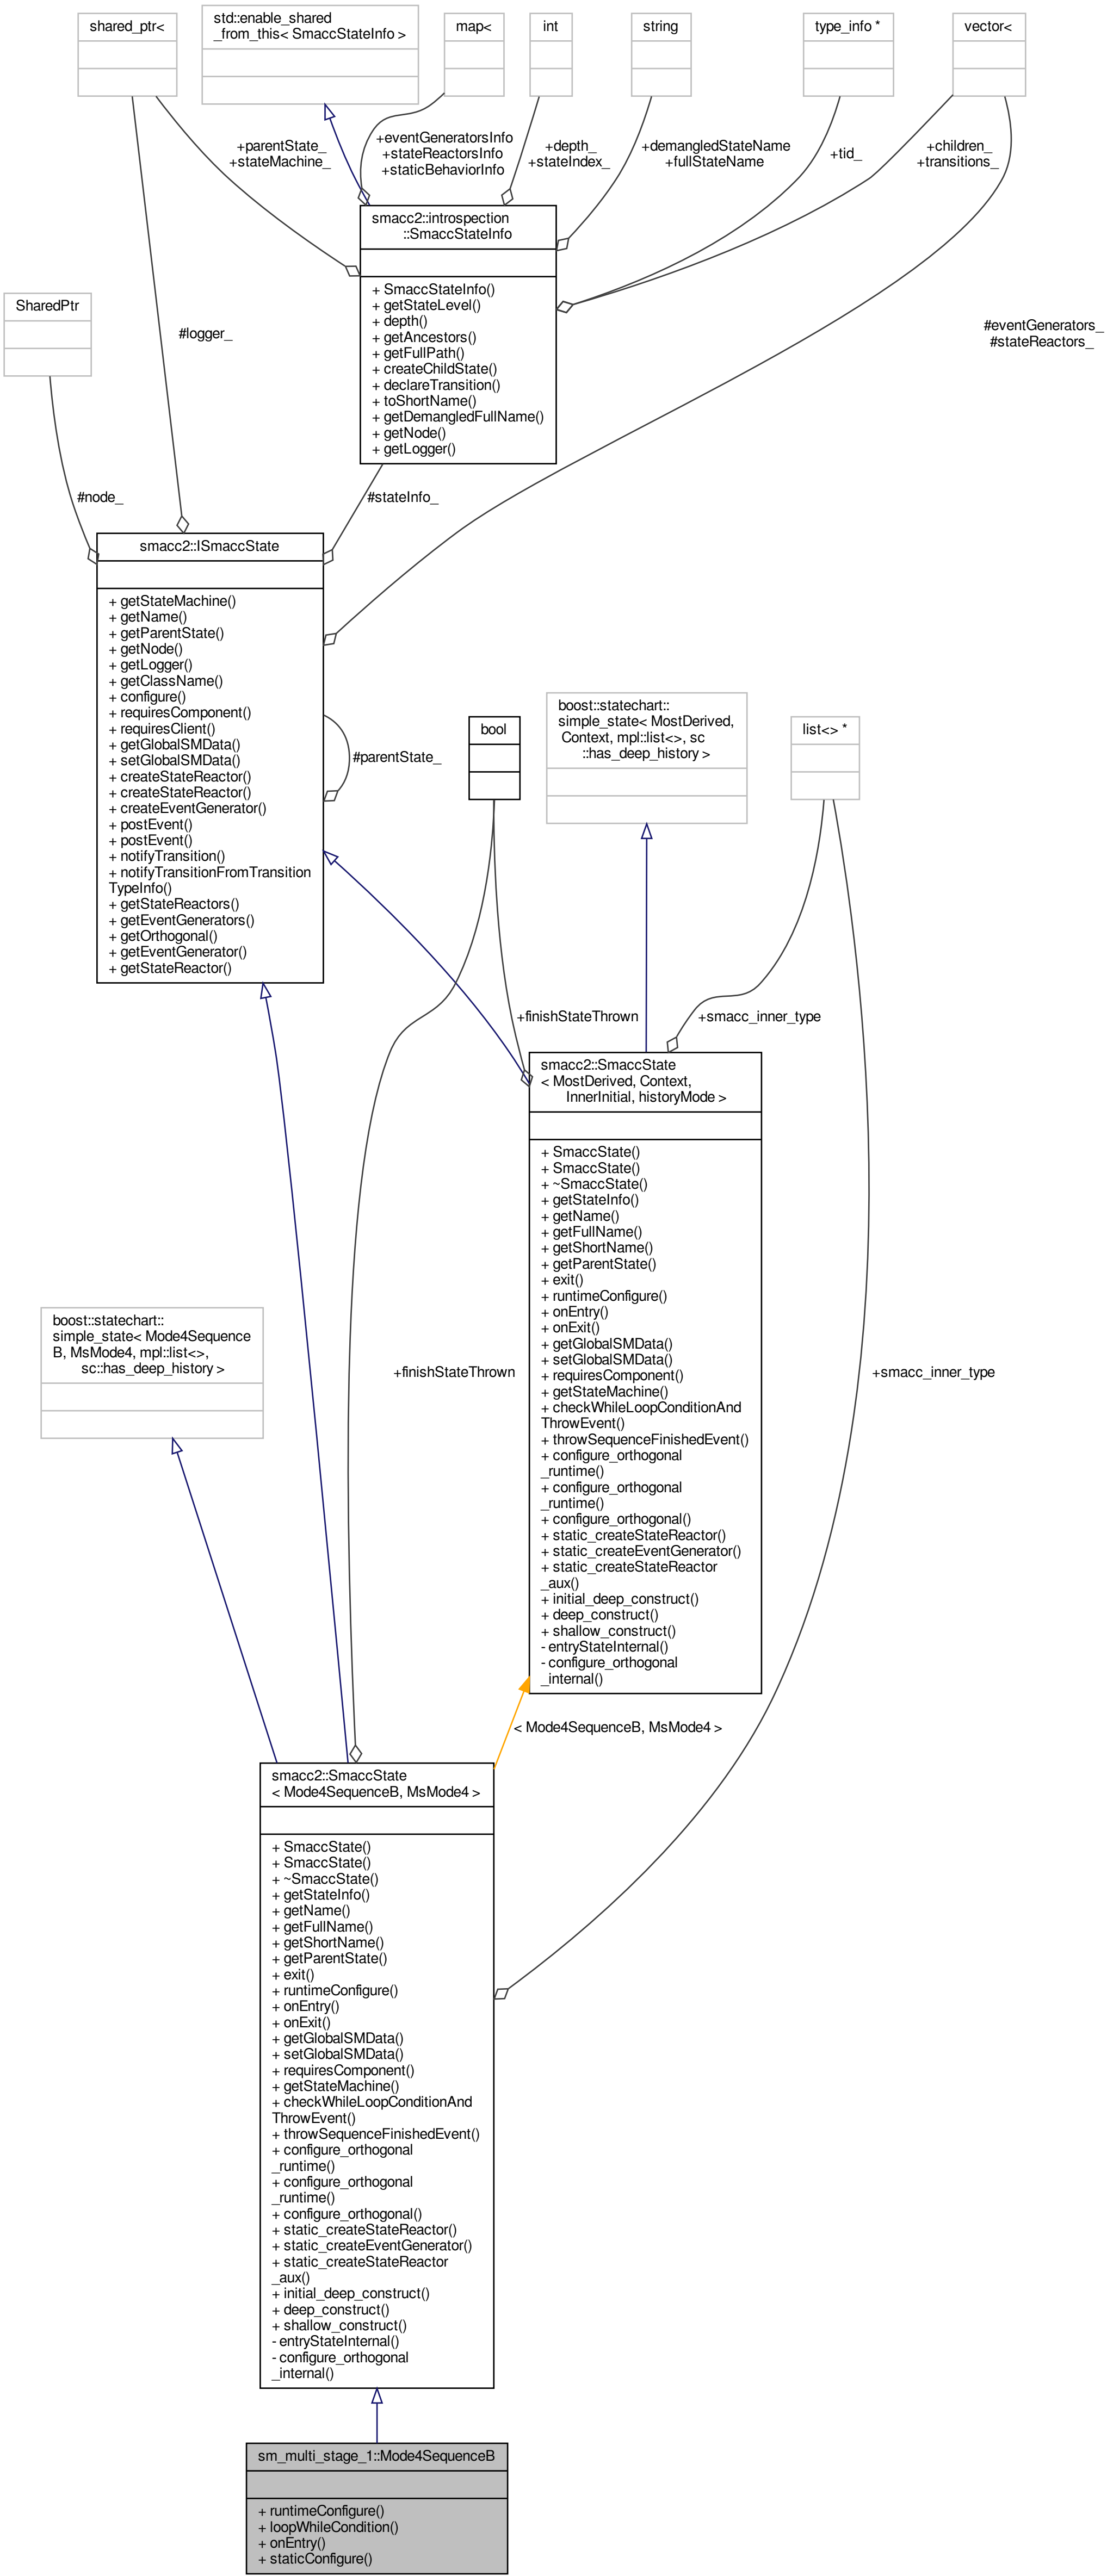 shared_ptr<
std::enable_shared
_from_this< SmaccStateInfo >
map<
int
string
type_info *
vector<
+parentState_
+stateMachine_
+eventGeneratorsInfo
+stateReactorsInfo
+staticBehaviorInfo
+depth_
+stateIndex_
+demangledStateName
+fullStateName
+tid_
+children_
+transitions_
smacc2::introspection
::SmaccStateInfo
+ SmaccStateInfo()
+ getStateLevel()
+ depth()
+ getAncestors()
+ getFullPath()
+ createChildState()
+ declareTransition()
+ toShortName()
+ getDemangledFullName()
+ getNode()
+ getLogger()
SharedPtr
#logger_
#eventGenerators_
#stateReactors_
#node_
#stateInfo_
smacc2::ISmaccState
+ getStateMachine()
+ getName()
+ getParentState()
+ getNode()
+ getLogger()
+ getClassName()
+ configure()
+ requiresComponent()
+ requiresClient()
+ getGlobalSMData()
+ setGlobalSMData()
+ createStateReactor()
+ createStateReactor()
+ createEventGenerator()
+ postEvent()
+ postEvent()
+ notifyTransition()
+ notifyTransitionFromTransition
TypeInfo()
+ getStateReactors()
+ getEventGenerators()
+ getOrthogonal()
+ getEventGenerator()
+ getStateReactor()
#parentState_
bool
boost::statechart::
simple_state< MostDerived,
Context, mpl::list<>, sc
::has_deep_history >
list<> *
+finishStateThrown
+smacc_inner_type
smacc2::SmaccState
< MostDerived, Context,
InnerInitial, historyMode >
+ SmaccState()
+ SmaccState()
+ ~SmaccState()
+ getStateInfo()
+ getName()
+ getFullName()
+ getShortName()
+ getParentState()
+ exit()
+ runtimeConfigure()
+ onEntry()
+ onExit()
+ getGlobalSMData()
+ setGlobalSMData()
+ requiresComponent()
+ getStateMachine()
+ checkWhileLoopConditionAnd
ThrowEvent()
+ throwSequenceFinishedEvent()
+ configure_orthogonal
_runtime()
+ configure_orthogonal
_runtime()
+ configure_orthogonal()
+ static_createStateReactor()
+ static_createEventGenerator()
+ static_createStateReactor
_aux()
+ initial_deep_construct()
+ deep_construct()
+ shallow_construct()
- entryStateInternal()
- configure_orthogonal
_internal()
boost::statechart::
simple_state< Mode4Sequence
B, MsMode4, mpl::list<>,
sc::has_deep_history >
+finishStateThrown
+smacc_inner_type
< Mode4SequenceB, MsMode4 >
smacc2::SmaccState
< Mode4SequenceB, MsMode4 >
+ SmaccState()
+ SmaccState()
+ ~SmaccState()
+ getStateInfo()
+ getName()
+ getFullName()
+ getShortName()
+ getParentState()
+ exit()
+ runtimeConfigure()
+ onEntry()
+ onExit()
+ getGlobalSMData()
+ setGlobalSMData()
+ requiresComponent()
+ getStateMachine()
+ checkWhileLoopConditionAnd
ThrowEvent()
+ throwSequenceFinishedEvent()
+ configure_orthogonal
_runtime()
+ configure_orthogonal
_runtime()
+ configure_orthogonal()
+ static_createStateReactor()
+ static_createEventGenerator()
+ static_createStateReactor
_aux()
+ initial_deep_construct()
+ deep_construct()
+ shallow_construct()
- entryStateInternal()
- configure_orthogonal
_internal()
sm_multi_stage_1::Mode4SequenceB
+ runtimeConfigure()
+ loopWhileCondition()
+ onEntry()
+ staticConfigure()